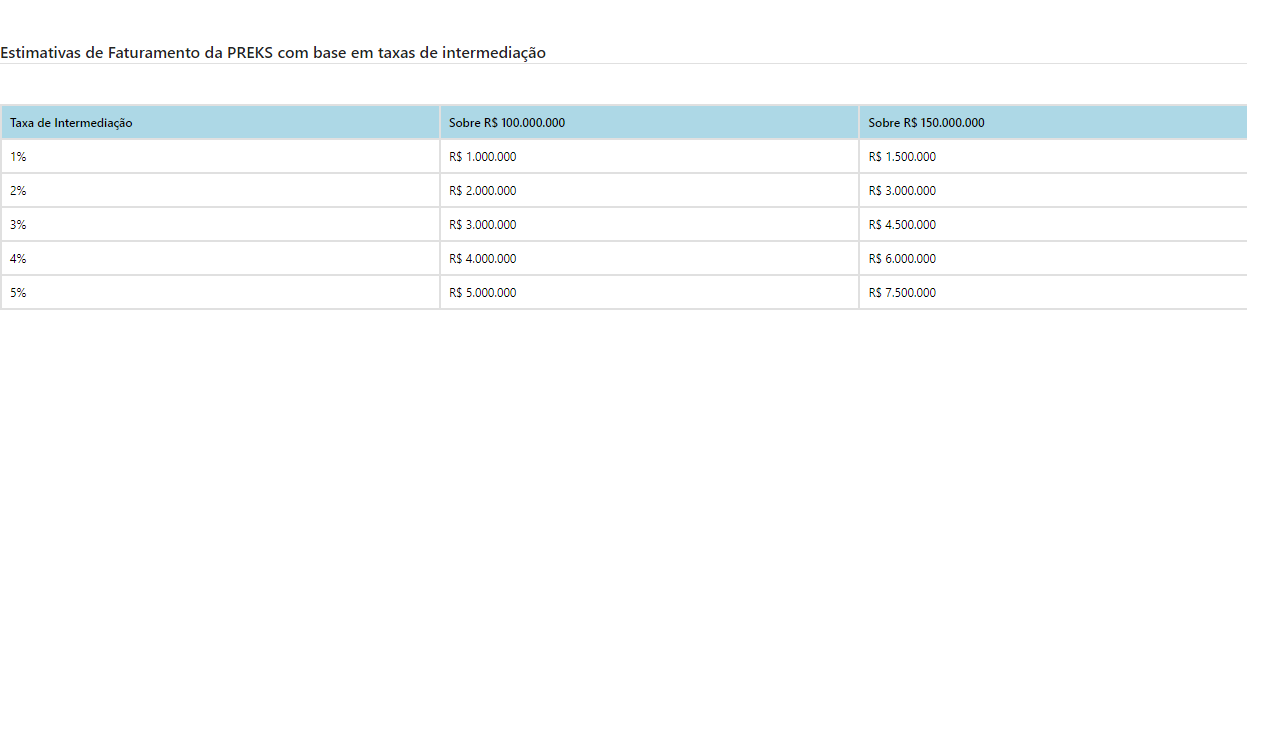 Estimativas de Faturamento da PREKS com base em taxas de intermediação
Taxa de Intermediação Sobre R$ 100.000.000 Sobre R$ 150.000.000
1% R$ 1.000.000 R$ 1.500.000
2% R$ 2.000.000 R$ 3.000.000
3% R$ 3.000.000 R$ 4.500.000
4% R$ 4.000.000 R$ 6.000.000
5% R$ 5.000.000 R$ 7.500.000